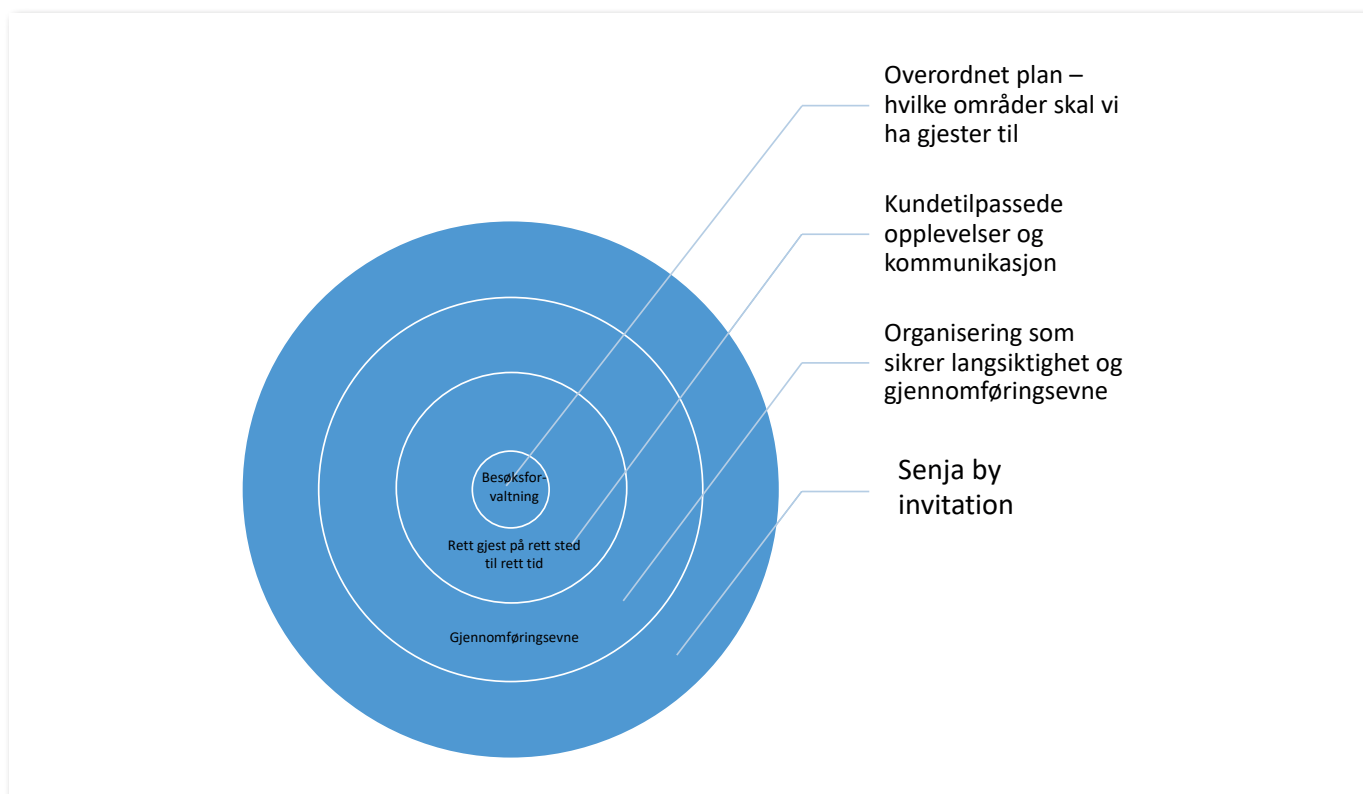 Overordnet plan –
hvilke områder skal vi
ha gjester til
Kundetilpassede
opplevelser og
kommunikasjon
Organisering som
sikrer langsiktighet og
gjennomføringsevne
Senja by
invitation
Besøksfor-
valtning
Rett gjest på rett sted
til rett tid
Gjennomføringsevne